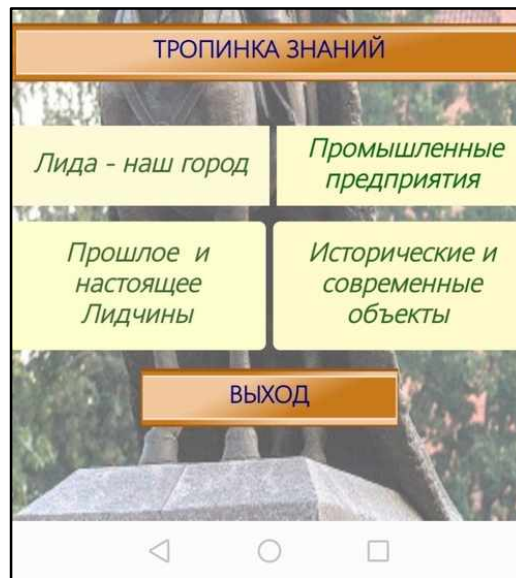 ТРОПИНКА ЗНАНИЙ
Лида - наш город
Промышленные
предприятия
Прошлое и
настоящее
Лидчины
Исторические и
современные
объекты
ВЫХОД